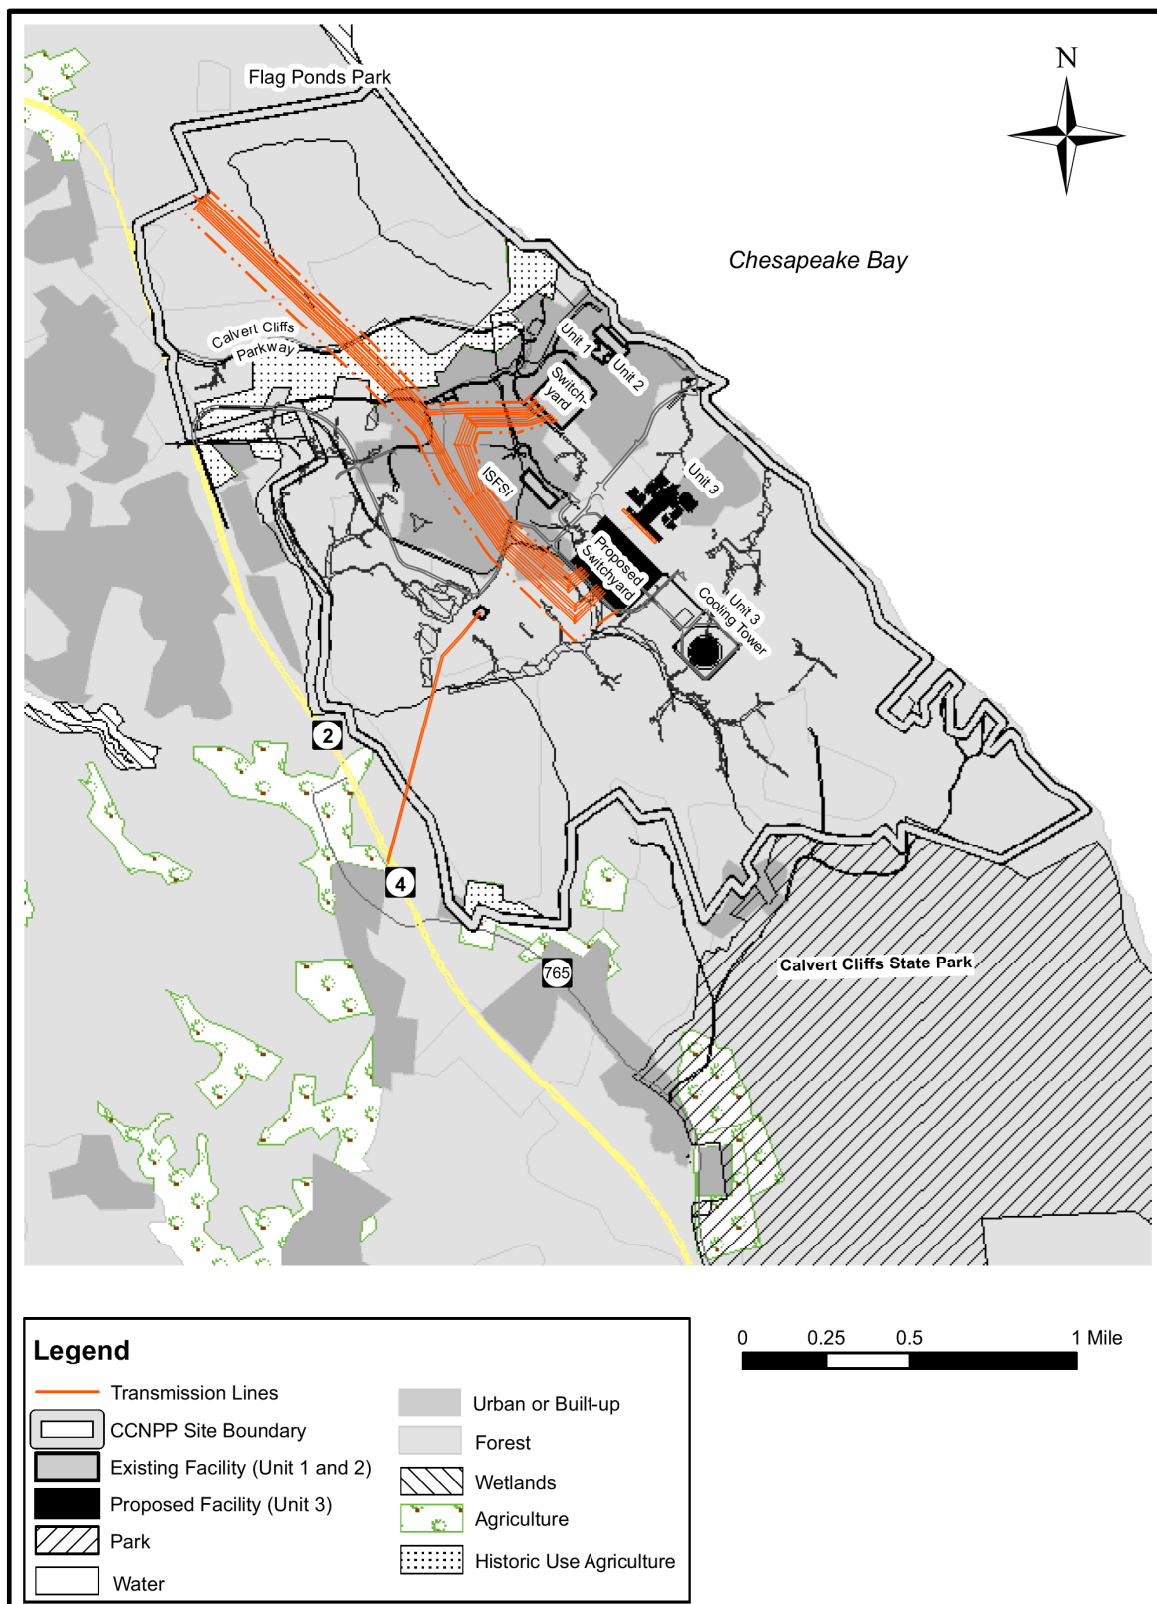 N
Flag Ponds Park
Chesapeake Bay
Calvert Cliffs
Parkway
Unit 1
Unit 2
Switch-
yard
ISFSI
Unit 3
Proposed
Switchyard
Unit 3
Cooling Tower
2
4
765
Calvert Cliffs State Park
Legend
Transmission Lines
CCNPP Site Boundary
Existing Facility (Unit 1 and 2)
Proposed Facility (Unit 3)
Park
Water
Urban or Built-up
Forest
Wetlands
Agriculture
Historic Use Agriculture
0 0.25 0.5 1 Mile